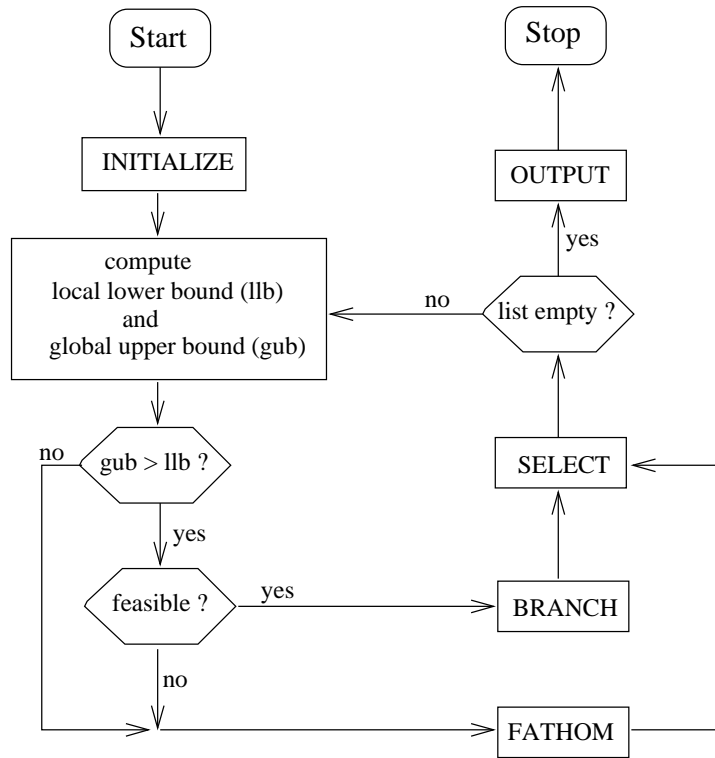 Start
Stop
INITIALIZE
OUTPUT
yes
compute
local lower bound (llb)
and
global upper bound (gub)
no
list empty ?
no
gub > llb ?
SELECT
yes
feasible ?
yes
BRANCH
no
FATHOM